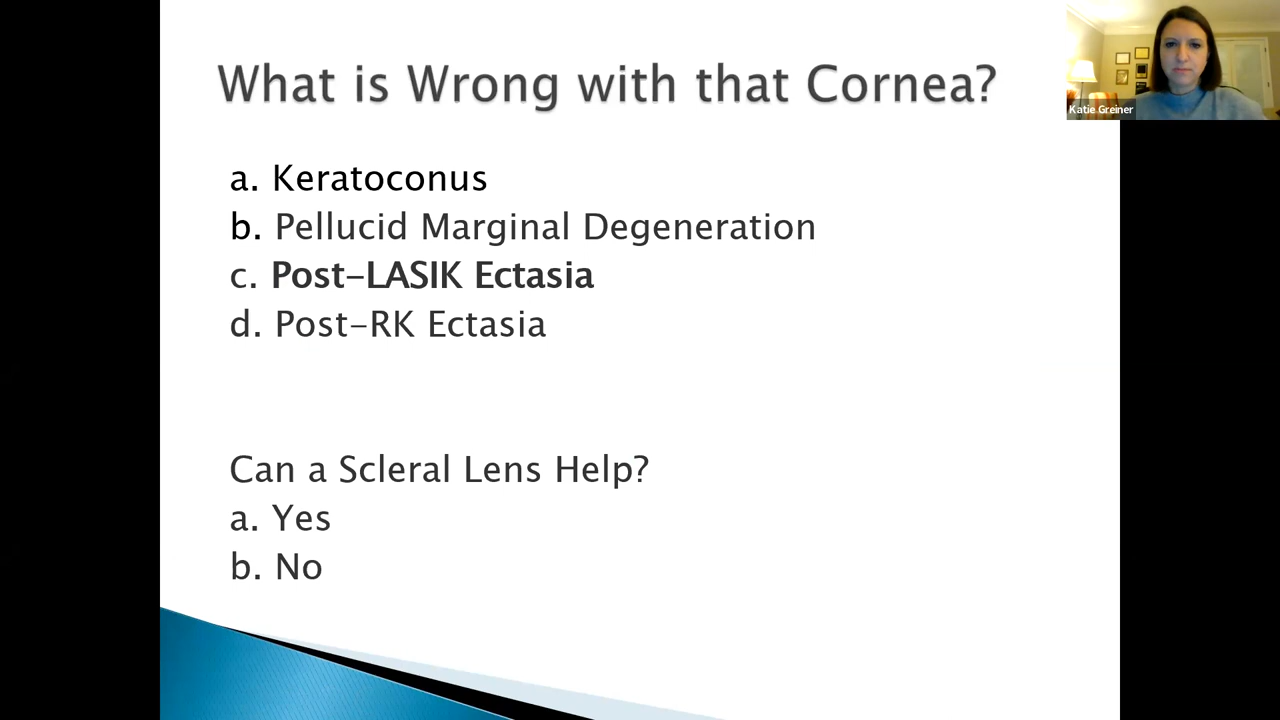 What is Wrong with that Cornea?
Katie Greiner
a. Keratoconus
b. Pellucid Marginal Degeneration
c. Post-LASIK Ectasia
d. Post-RK Ectasia
Can a Scleral Lens Help?
a. Yes
b. No